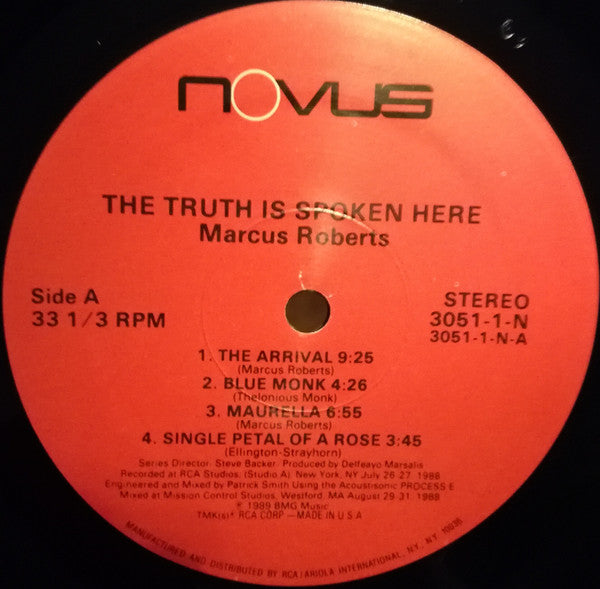 NOVUS
THE TRUTH IS SPOKEN HERE
Marcus Roberts
Side A
33 1/3 RPM
STEREO
3051-1-N
3051-1-N-A
1. THE ARRIVAL 9:25
(Marcus Roberts)
2. BLUE MONK 4:26
(Thelonious Monk)
3. MAURELLA 6:55
(Marcus Roberts)
4. SINGLE PETAL OF A ROSE 3:45
(Ellington-Strayhorn)
Series Director: Steve Backer Produced by Delfeayo Marsalis
Recorded at RCA Studios, (Studio A), New York, NY July 26-27, 1988
Engineered and Mixed by Patrick Smith Using the Acoustisonic PROCESS E
Mixed at Mission Control Studios, Westford, MA August 29-31, 1988
℗ 1989 BMG Music
TMK(s)® RCA CORP—MADE IN U.S.A
MANUFACTURED AND DISTRIBUTED BY RCA/ARIOLA INTERNATIONAL, N.Y., N.Y. 10036